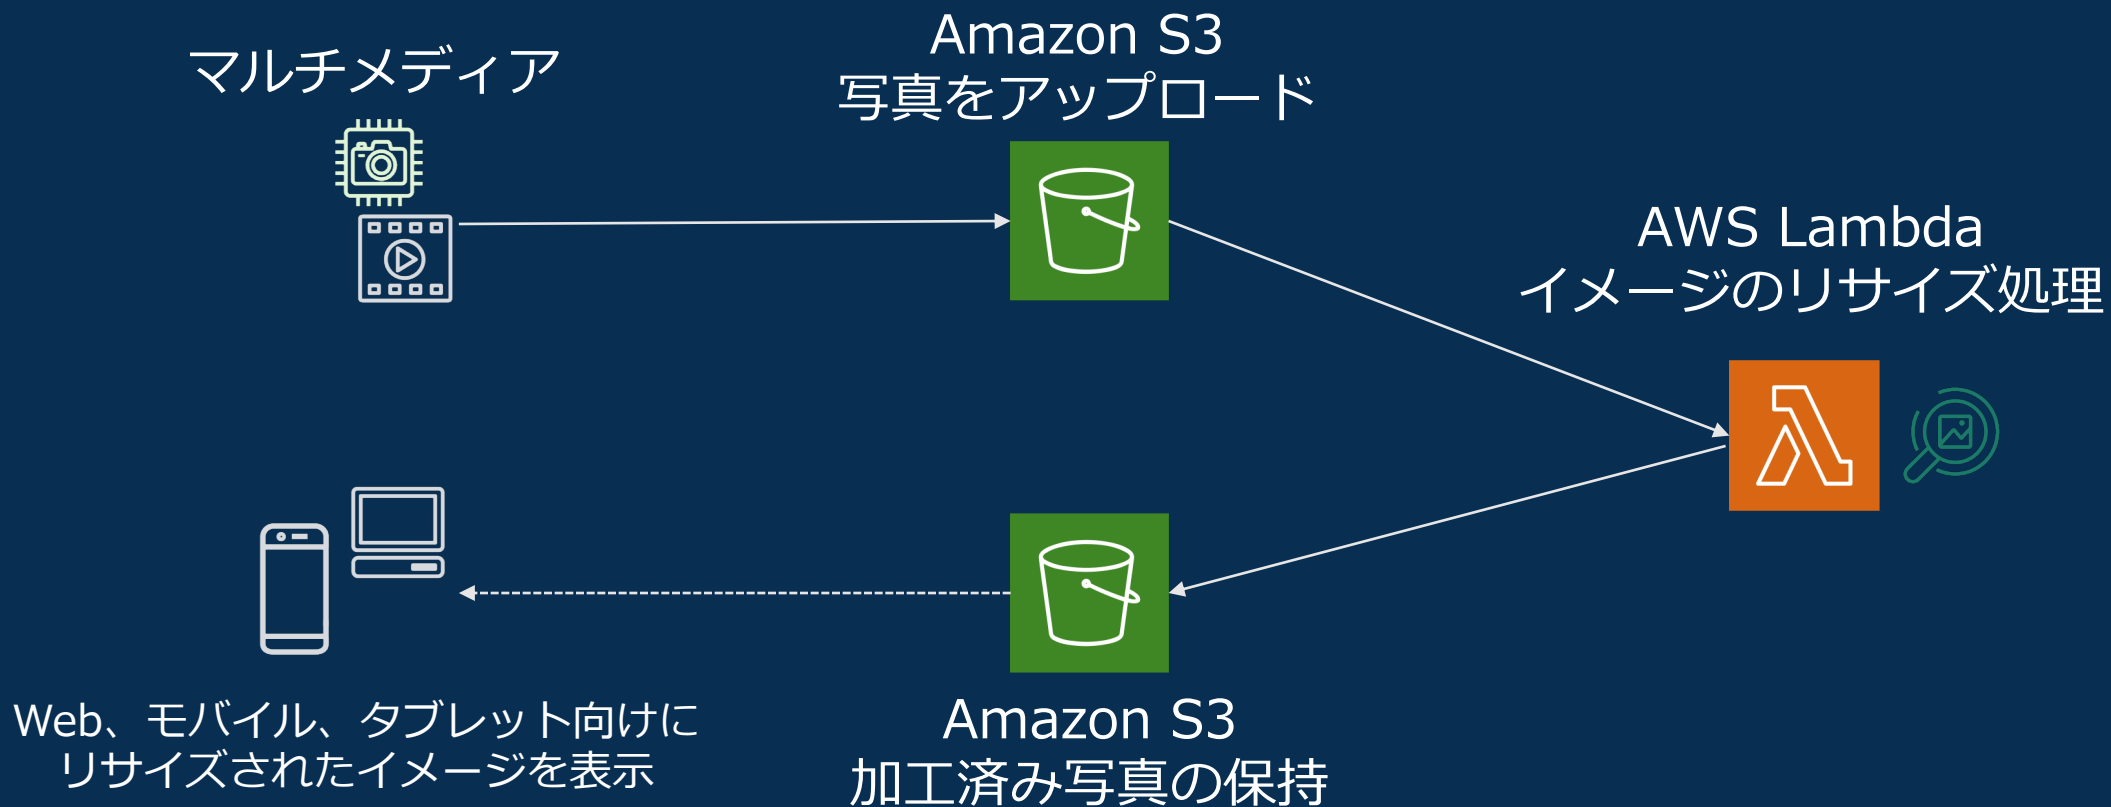 マルチメディア
Amazon S3
写真をアップロード
AWS Lambda
イメージのリサイズ処理
Web、モバイル、タブレット向けに
リサイズされたイメージを表示
Amazon S3
加工済み写真の保持